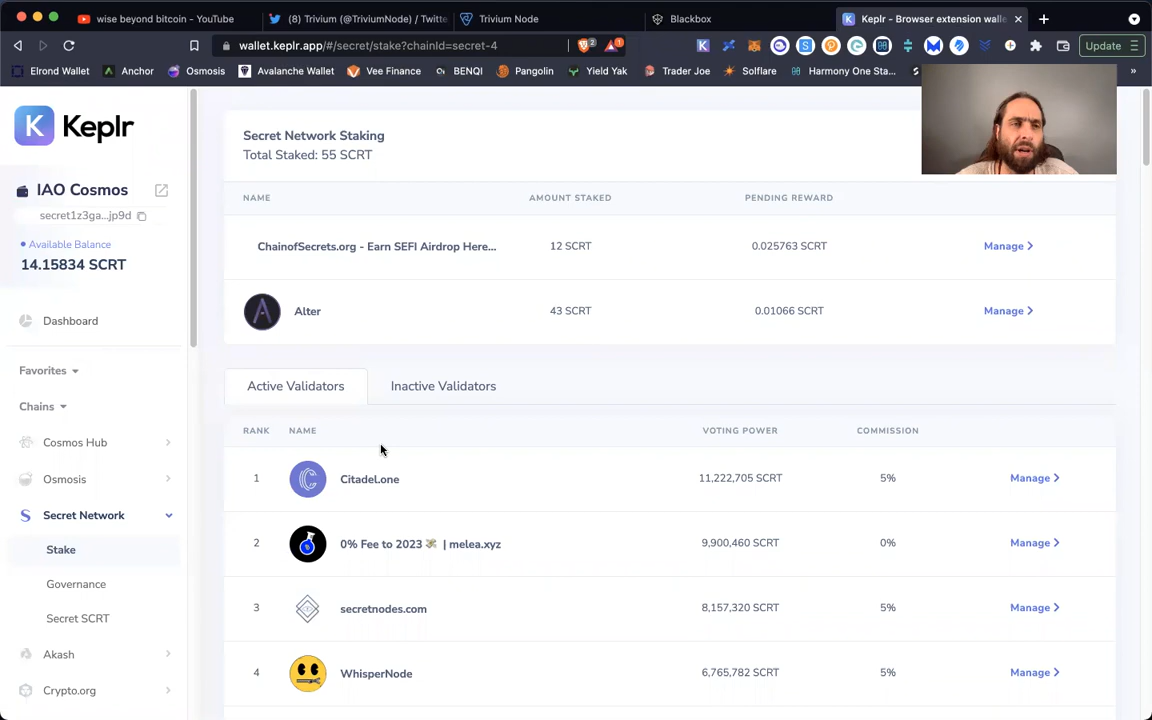 wise beyond bitcoin - YouTube
(8) Trivium (@TriviumNode) / Twitte
Trivium Node
Blackbox
Keplr - Browser extension walle
wallet.keplr.app/#/secret/stake?chainId=secret-4
2
1
Update
Elrond Wallet
Anchor
Osmosis
Avalanche Wallet
Vee Finance
BENQI
Pangolin
Yield Yak
Trader Joe
Solflare
Harmony One Sta...
»
K Keplr
IAO Cosmos
secret1z3ga...jp9d
Available Balance
14.15834 SCRT
Dashboard
Favorites
Chains
Cosmos Hub
Osmosis
Secret Network
Stake
Governance
Secret SCRT
Akash
Crypto.org
Secret Network Staking
Total Staked: 55 SCRT
NAME AMOUNT STAKED PENDING REWARD
ChainofSecrets.org - Earn SEFI Airdrop Here... 12 SCRT 0.025763 SCRT Manage
Alter 43 SCRT 0.01066 SCRT Manage
Active Validators Inactive Validators
RANK NAME VOTING POWER COMMISSION
1 Citadel.one 11,222,705 SCRT 5% Manage
2 0% Fee to 2023 💸 | melea.xyz 9,900,460 SCRT 0% Manage
3 secretnodes.com 8,157,320 SCRT 5% Manage
4 WhisperNode 6,765,782 SCRT 5% Manage